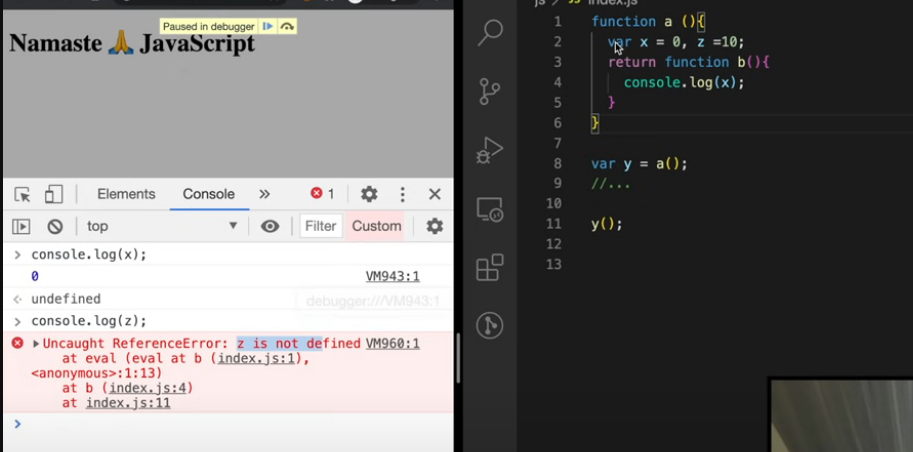 Paused in debugger
Namaste 🙏 JavaScript
Elements Console » 1
top Filter Custom
> console.log(x);
0 VM943:1
<· undefined
debugger:///VM943:1
> console.log(z);
▶Uncaught ReferenceError: z is not defined VM960:1
at eval (eval at b (index.js:1),
<anonymous>:1:13)
at b (index.js:4)
at index.js:11
>
js > JS index.js
1 function a (){
2 var x = 0, z =10;
3 return function b(){
4 console.log(x);
5 }
6 }
7
8 var y = a();
9 //...
10
11 y();
12
13